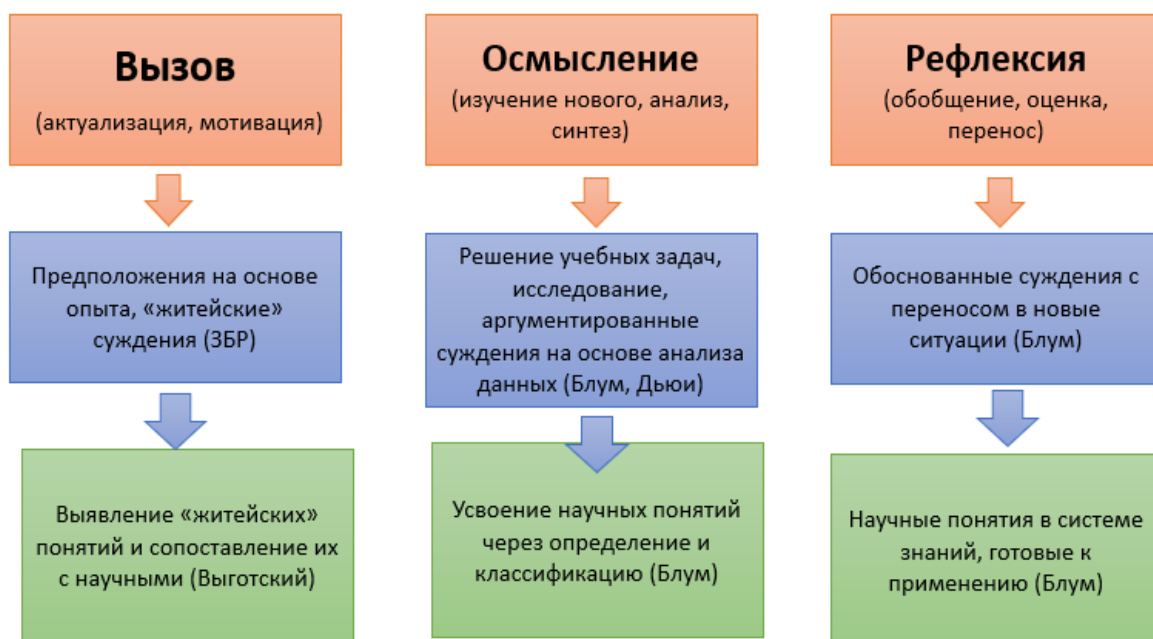 Вызов
(актуализация, мотивация)
Осмысление
(изучение нового, анализ,
синтез)
Рефлексия
(обобщение, оценка,
перенос)
Предположения на основе
опыта, «житейские»
суждения (ЗБР)
Решение учебных задач,
исследование,
аргументированные
суждения на основе анализа
данных (Блум, Дьюи)
Обоснованные суждения с
переносом в новые
ситуации (Блум)
Выявление «житейских»
понятий и сопоставление их
с научными (Выготский)
Усвоение научных понятий
через определение и
классификацию (Блум)
Научные понятия в системе
знаний, готовые к
применению (Блум)